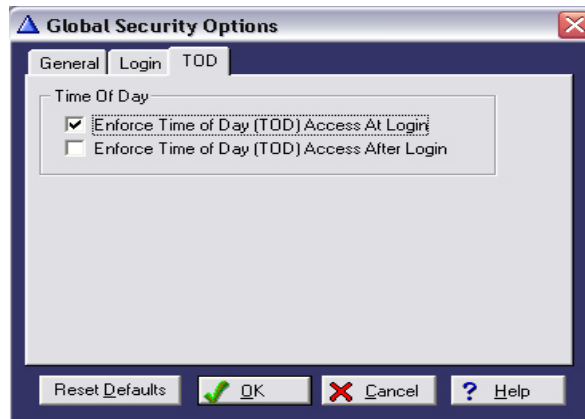 Global Security Options
General Login TOD
Time Of Day
Enforce Time of Day (TOD) Access At Login
Enforce Time of Day (TOD) Access After Login
Reset Defaults OK Cancel ? Help